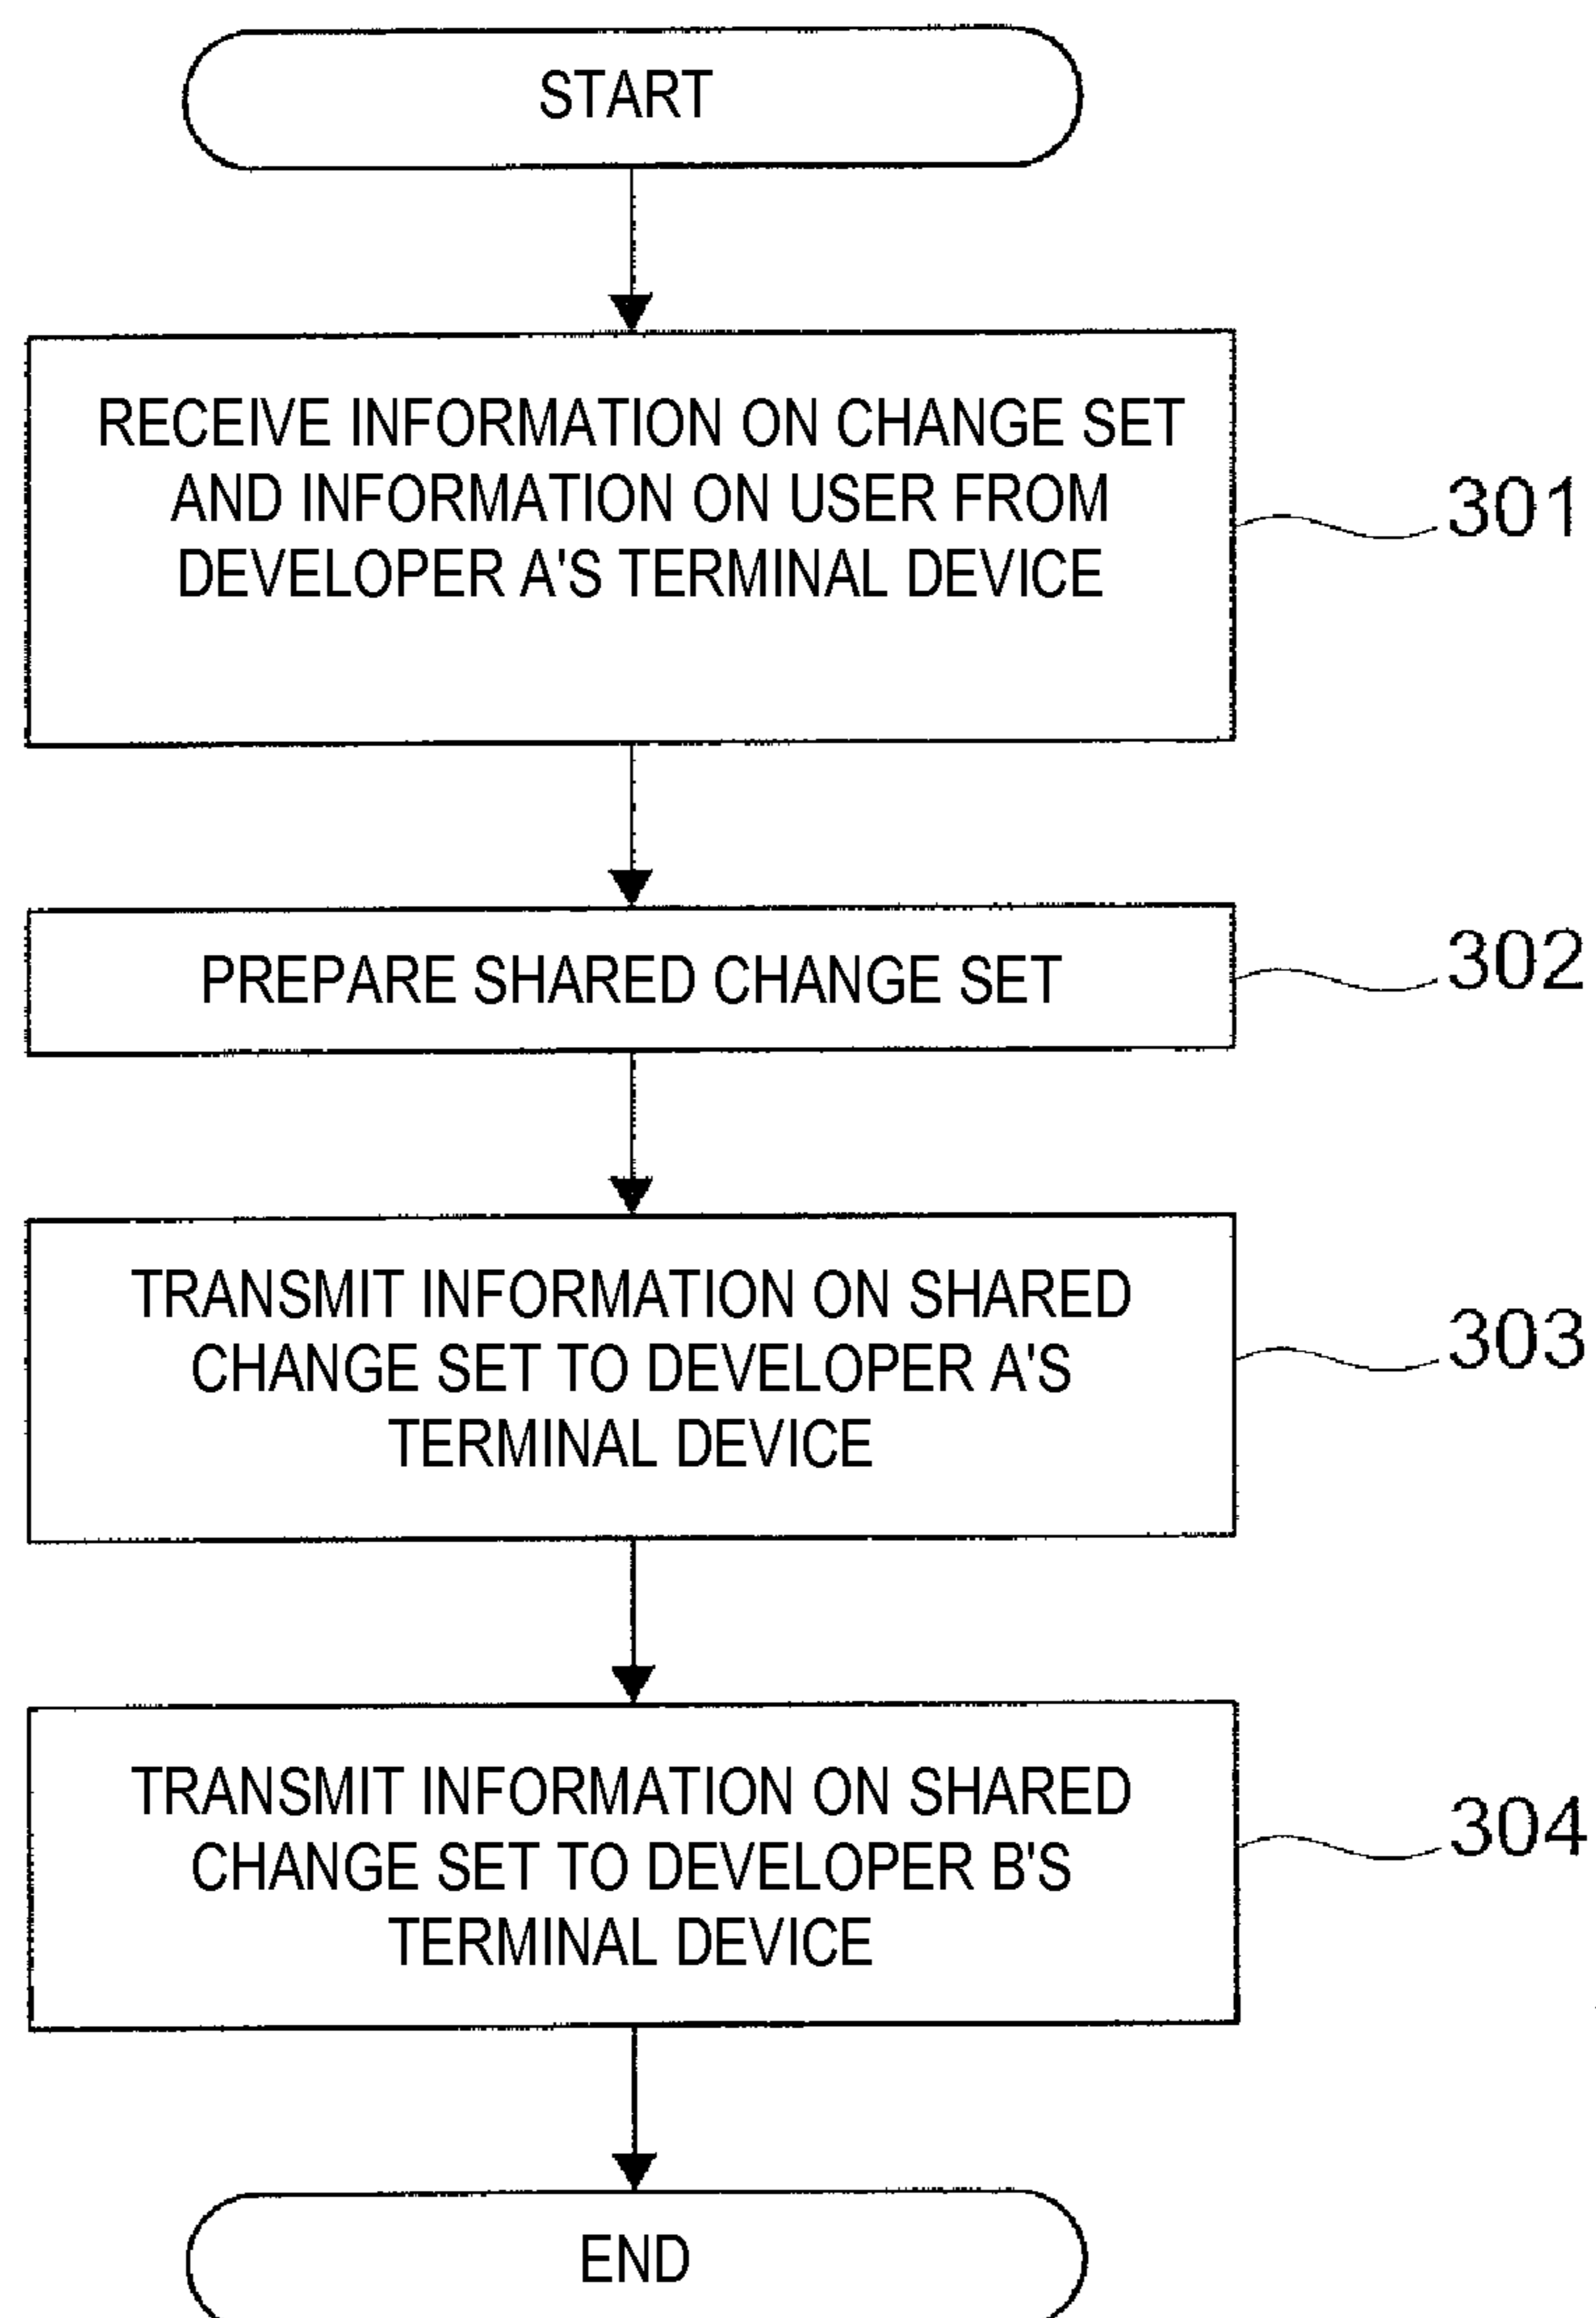 START
RECEIVE INFORMATION ON CHANGE SET
AND INFORMATION ON USER FROM
DEVELOPER A'S TERMINAL DEVICE
301
PREPARE SHARED CHANGE SET
302
TRANSMIT INFORMATION ON SHARED
CHANGE SET TO DEVELOPER A'S
TERMINAL DEVICE
303
TRANSMIT INFORMATION ON SHARED
CHANGE SET TO DEVELOPER B'S
TERMINAL DEVICE
304
END